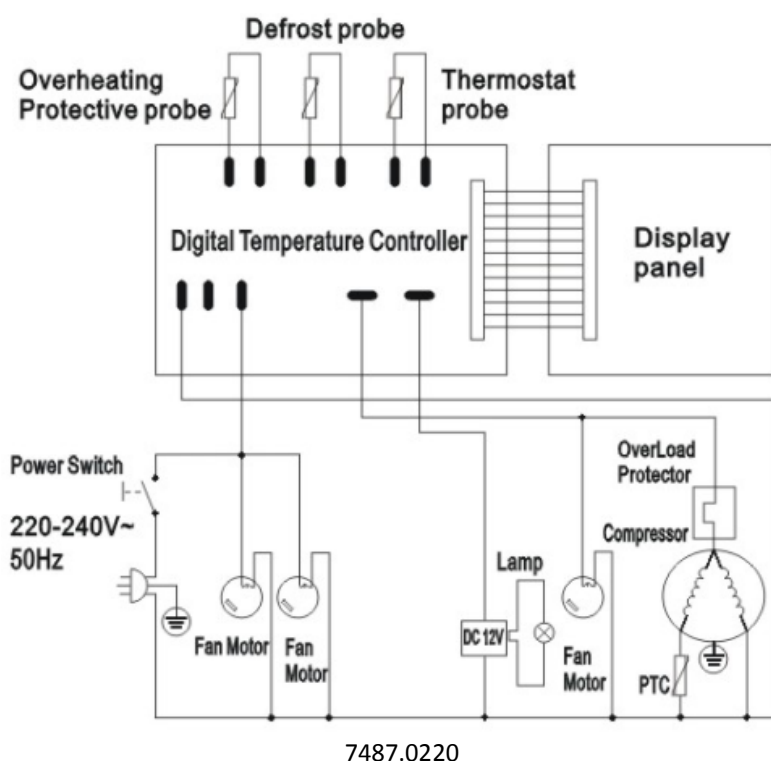 Defrost probe
Overheating
Protective probe
Thermostat
probe
Digital Temperature Controller
Display
panel
Power Switch
220-240V~
50Hz
OverLoad
Protector
Compressor
Lamp
Fan Motor
Fan
Motor
DC 12V
Fan
Motor
PTC
7487.0220